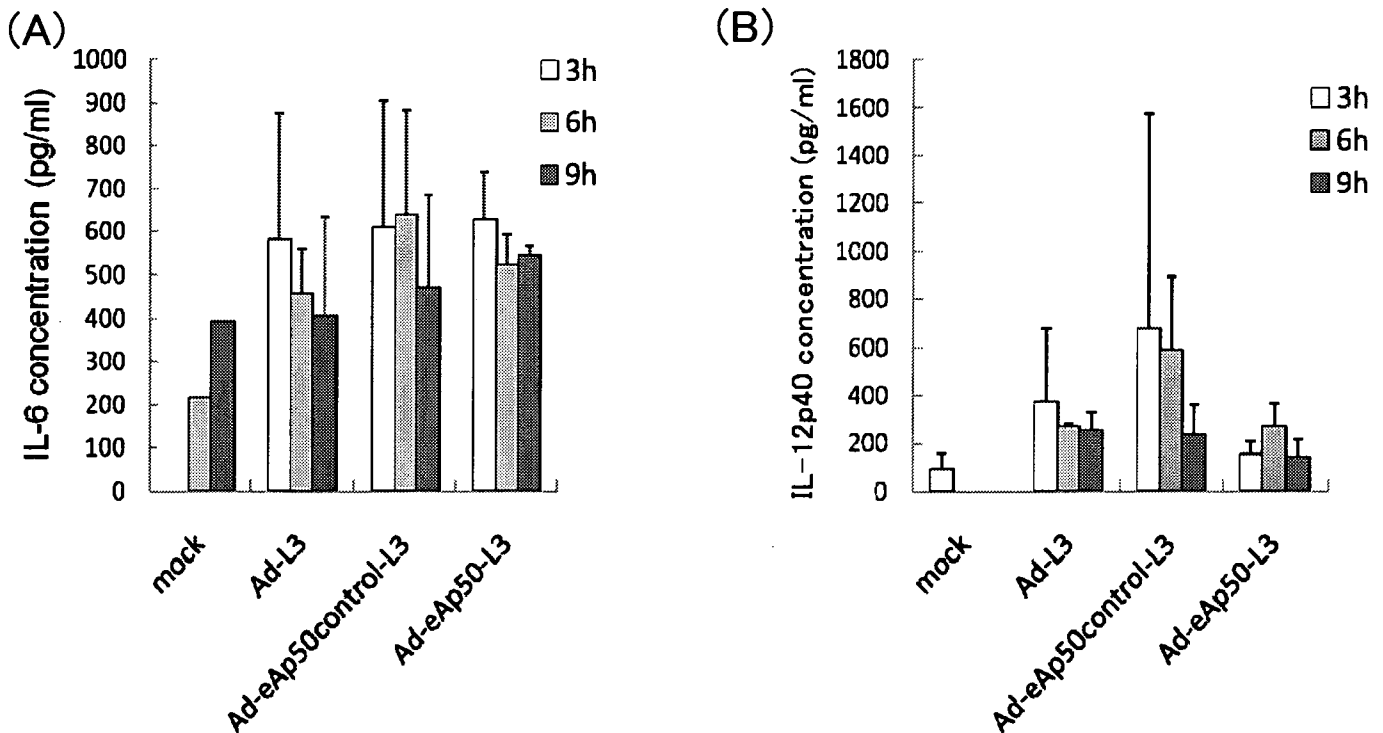 (A)
IL-6 concentration (pg/ml)
1000
900
800
700
600
500
400
300
200
100
0
3h
6h
9h
mock
Ad-L3
Ad-eAp50control-L3
Ad-eAp50-L3
(B)
IL-12p40 concentration (pg/ml)
1800
1600
1400
1200
1000
800
600
400
200
0
3h
6h
9h
mock
Ad-L3
Ad-eAp50control-L3
Ad-eAp50-L3